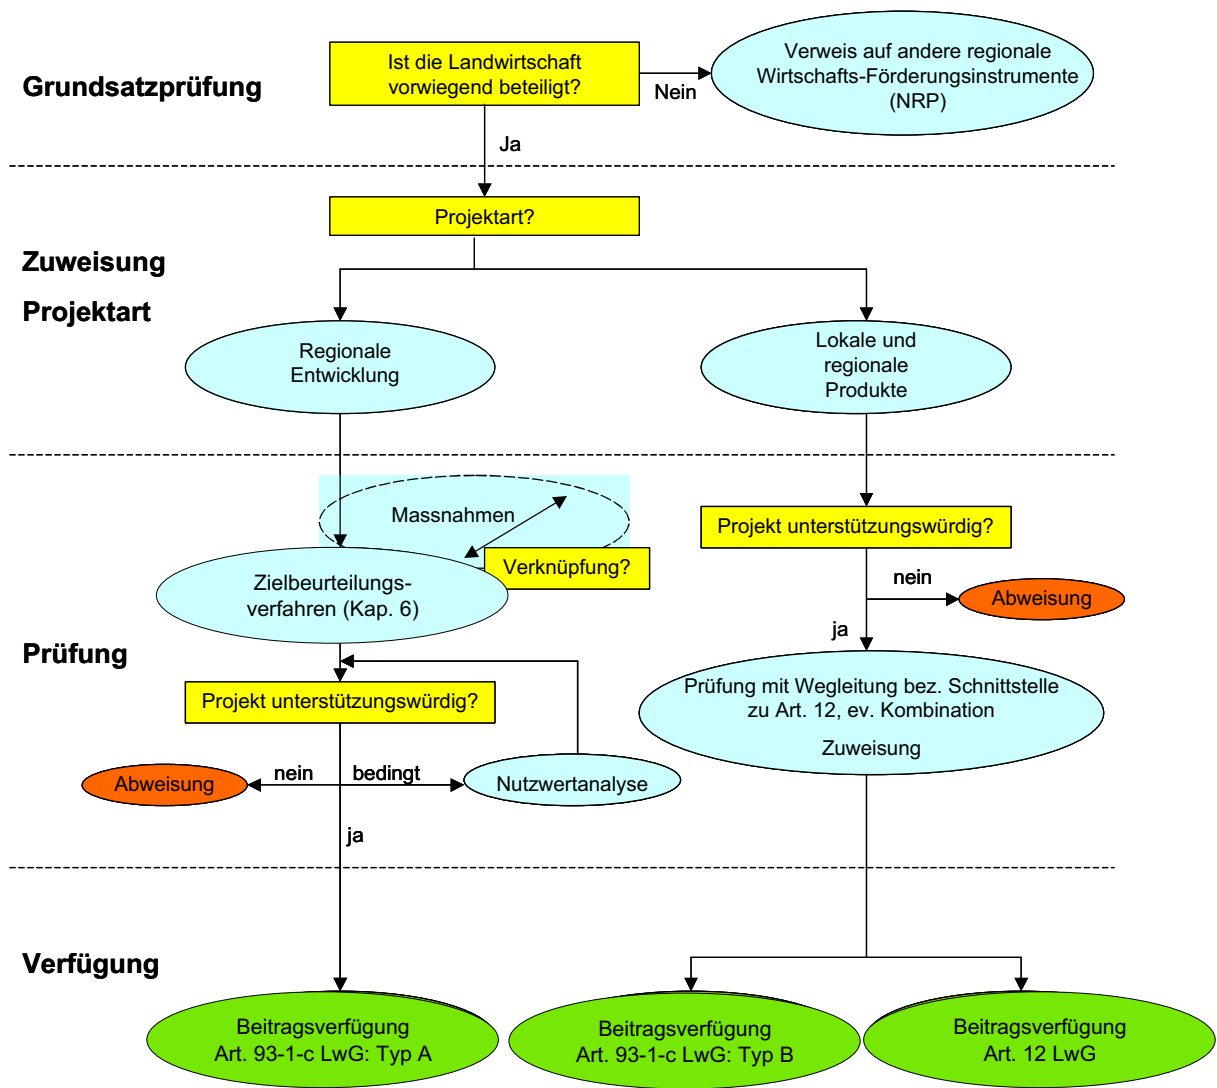 Grundsatzprüfung
Ist die Landwirtschaft
vorwiegend beteiligt?
Nein
Verweis auf andere regionale
Wirtschafts-Förderungsinstrumente
(NRP)
Ja
Zuweisung
Projektart
Projektart?
Regionale
Entwicklung
Lokale und
regionale
Produkte
Prüfung
Massnahmen
Verknüpfung?
Zielbeurteilungs-
verfahren (Kap. 6)
Projekt unterstützungswürdig?
Abweisung
nein
bedingt
Nutzwertanalyse
ja
Projekt unterstützungswürdig?
nein
Abweisung
ja
Prüfung mit Wegleitung bez. Schnittstelle
zu Art. 12, ev. Kombination
Zuweisung
Verfügung
Beitragsverfügung
Art. 93-1-c LwG: Typ A
Beitragsverfügung
Art. 93-1-c LwG: Typ B
Beitragsverfügung
Art. 12 LwG